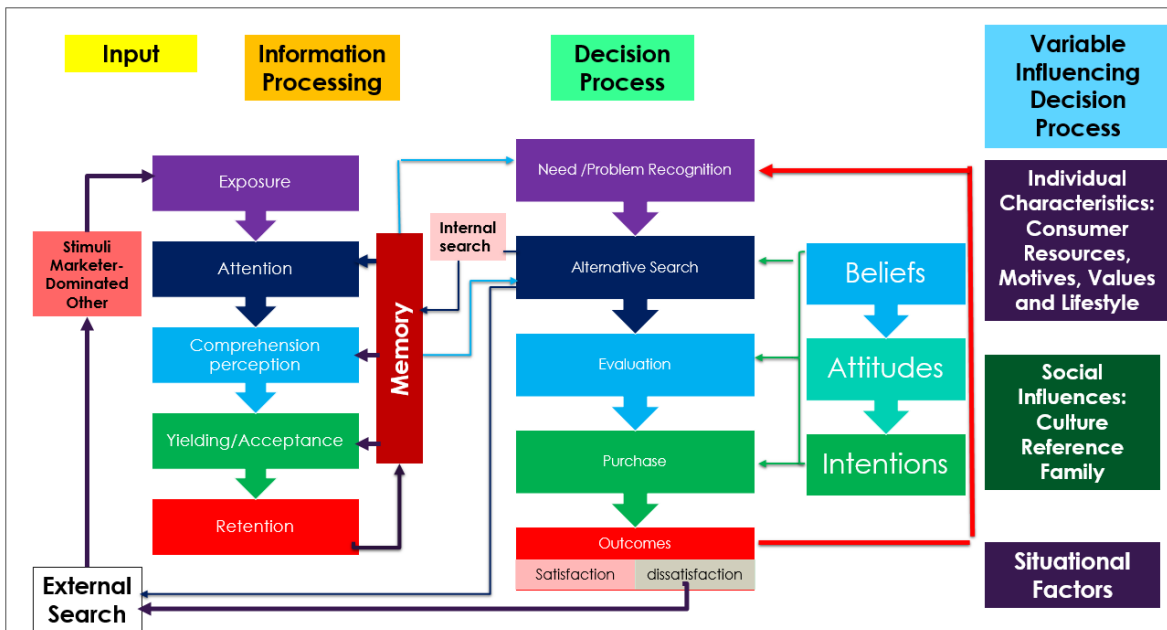 Input
Information
Processing
Decision
Process
Variable
Influencing
Decision
Process
Stimuli
Marketer-
Dominated
Other
External
Search
Exposure
Attention
Comprehension
perception
Yielding/Acceptance
Retention
Memory
Internal
search
Need /Problem Recognition
Alternative Search
Evaluation
Purchase
Outcomes
Satisfaction
dissatisfaction
Beliefs
Attitudes
Intentions
Individual
Characteristics:
Consumer
Resources,
Motives, Values
and Lifestyle
Social
Influences:
Culture
Reference
Family
Situational
Factors